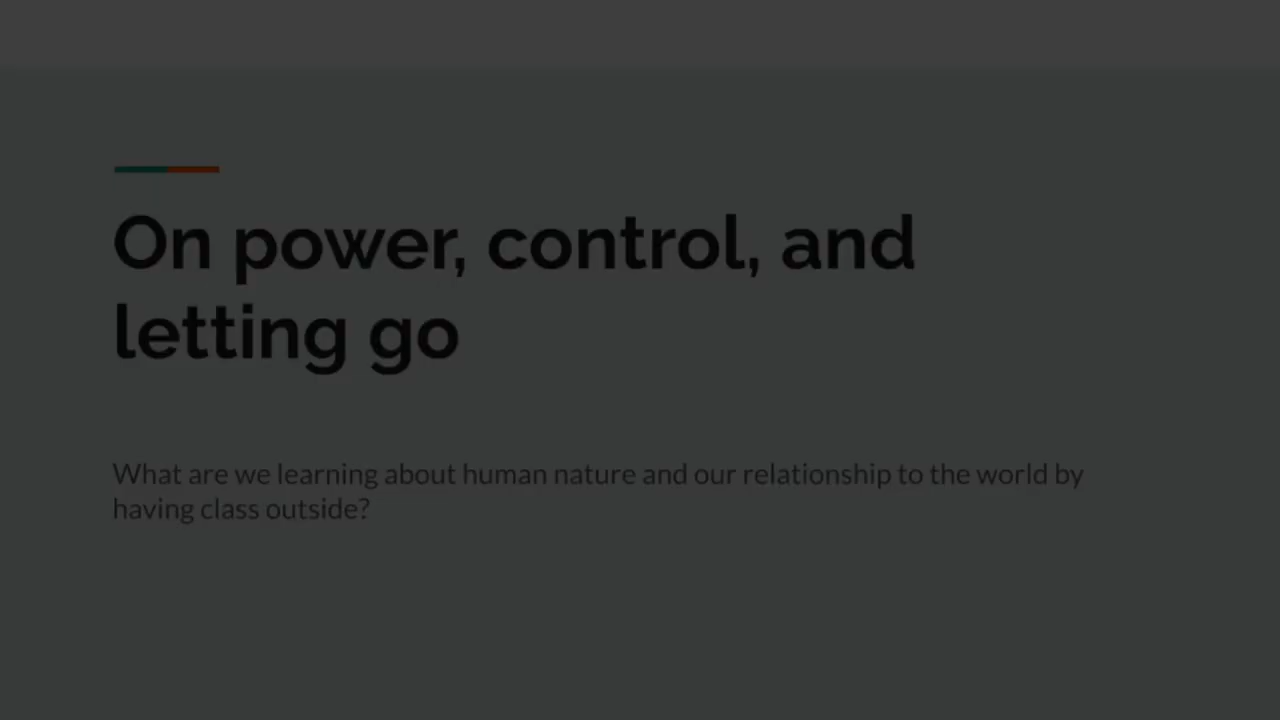 On power, control, and
letting go
What are we learning about human nature and our relationship to the world by
having class outside?